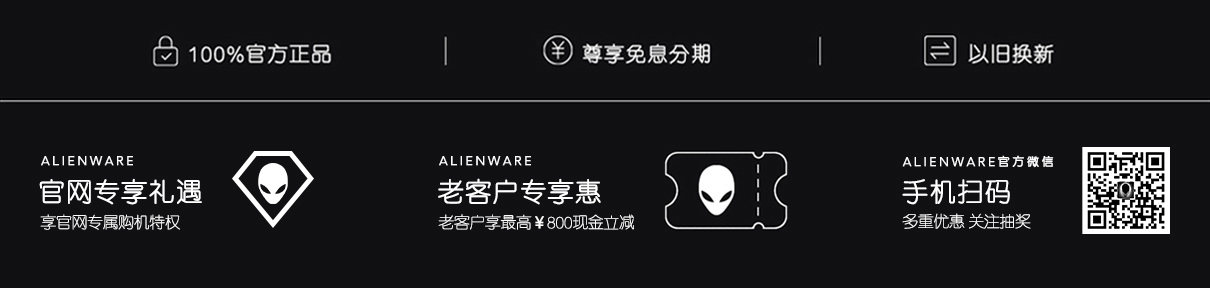 100%官方正品
尊享免息分期
以旧换新
ALIENWARE
官网专享礼遇
享官网专属购机特权
ALIENWARE
老客户专享惠
老客户享最高¥800现金立减
ALIENWARE官方微信
手机扫码
多重优惠 关注抽奖